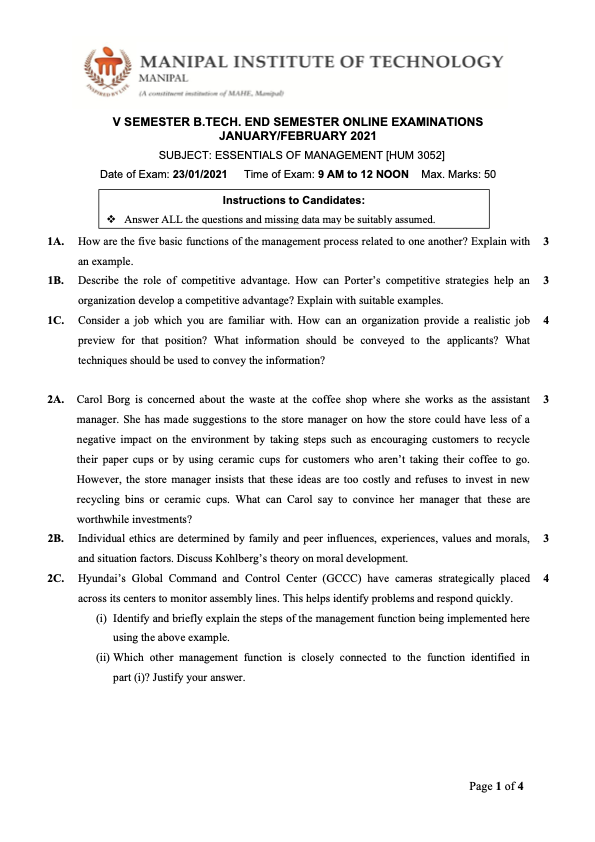 MANIPAL INSTITUTE OF TECHNOLOGY
MANIPAL
(A constituent institution of MAHE, Manipal)
INSPIRED BY LIFE
V SEMESTER B.TECH. END SEMESTER ONLINE EXAMINATIONS
JANUARY/FEBRUARY 2021
SUBJECT: ESSENTIALS OF MANAGEMENT [HUM 3052]
Date of Exam: 23/01/2021 Time of Exam: 9 AM to 12 NOON Max. Marks: 50
Instructions to Candidates:
❖ Answer ALL the questions and missing data may be suitably assumed.
1A. How are the five basic functions of the management process related to one another? Explain with 3
an example.
1B. Describe the role of competitive advantage. How can Porter’s competitive strategies help an 3
organization develop a competitive advantage? Explain with suitable examples.
1C. Consider a job which you are familiar with. How can an organization provide a realistic job 4
preview for that position? What information should be conveyed to the applicants? What
techniques should be used to convey the information?
2A. Carol Borg is concerned about the waste at the coffee shop where she works as the assistant 3
manager. She has made suggestions to the store manager on how the store could have less of a
negative impact on the environment by taking steps such as encouraging customers to recycle
their paper cups or by using ceramic cups for customers who aren’t taking their coffee to go.
However, the store manager insists that these ideas are too costly and refuses to invest in new
recycling bins or ceramic cups. What can Carol say to convince her manager that these are
worthwhile investments?
2B. Individual ethics are determined by family and peer influences, experiences, values and morals, 3
and situation factors. Discuss Kohlberg’s theory on moral development.
2C. Hyundai’s Global Command and Control Center (GCCC) have cameras strategically placed 4
across its centers to monitor assembly lines. This helps identify problems and respond quickly.
(i) Identify and briefly explain the steps of the management function being implemented here
using the above example.
(ii) Which other management function is closely connected to the function identified in
part (i)? Justify your answer.
Page 1 of 4